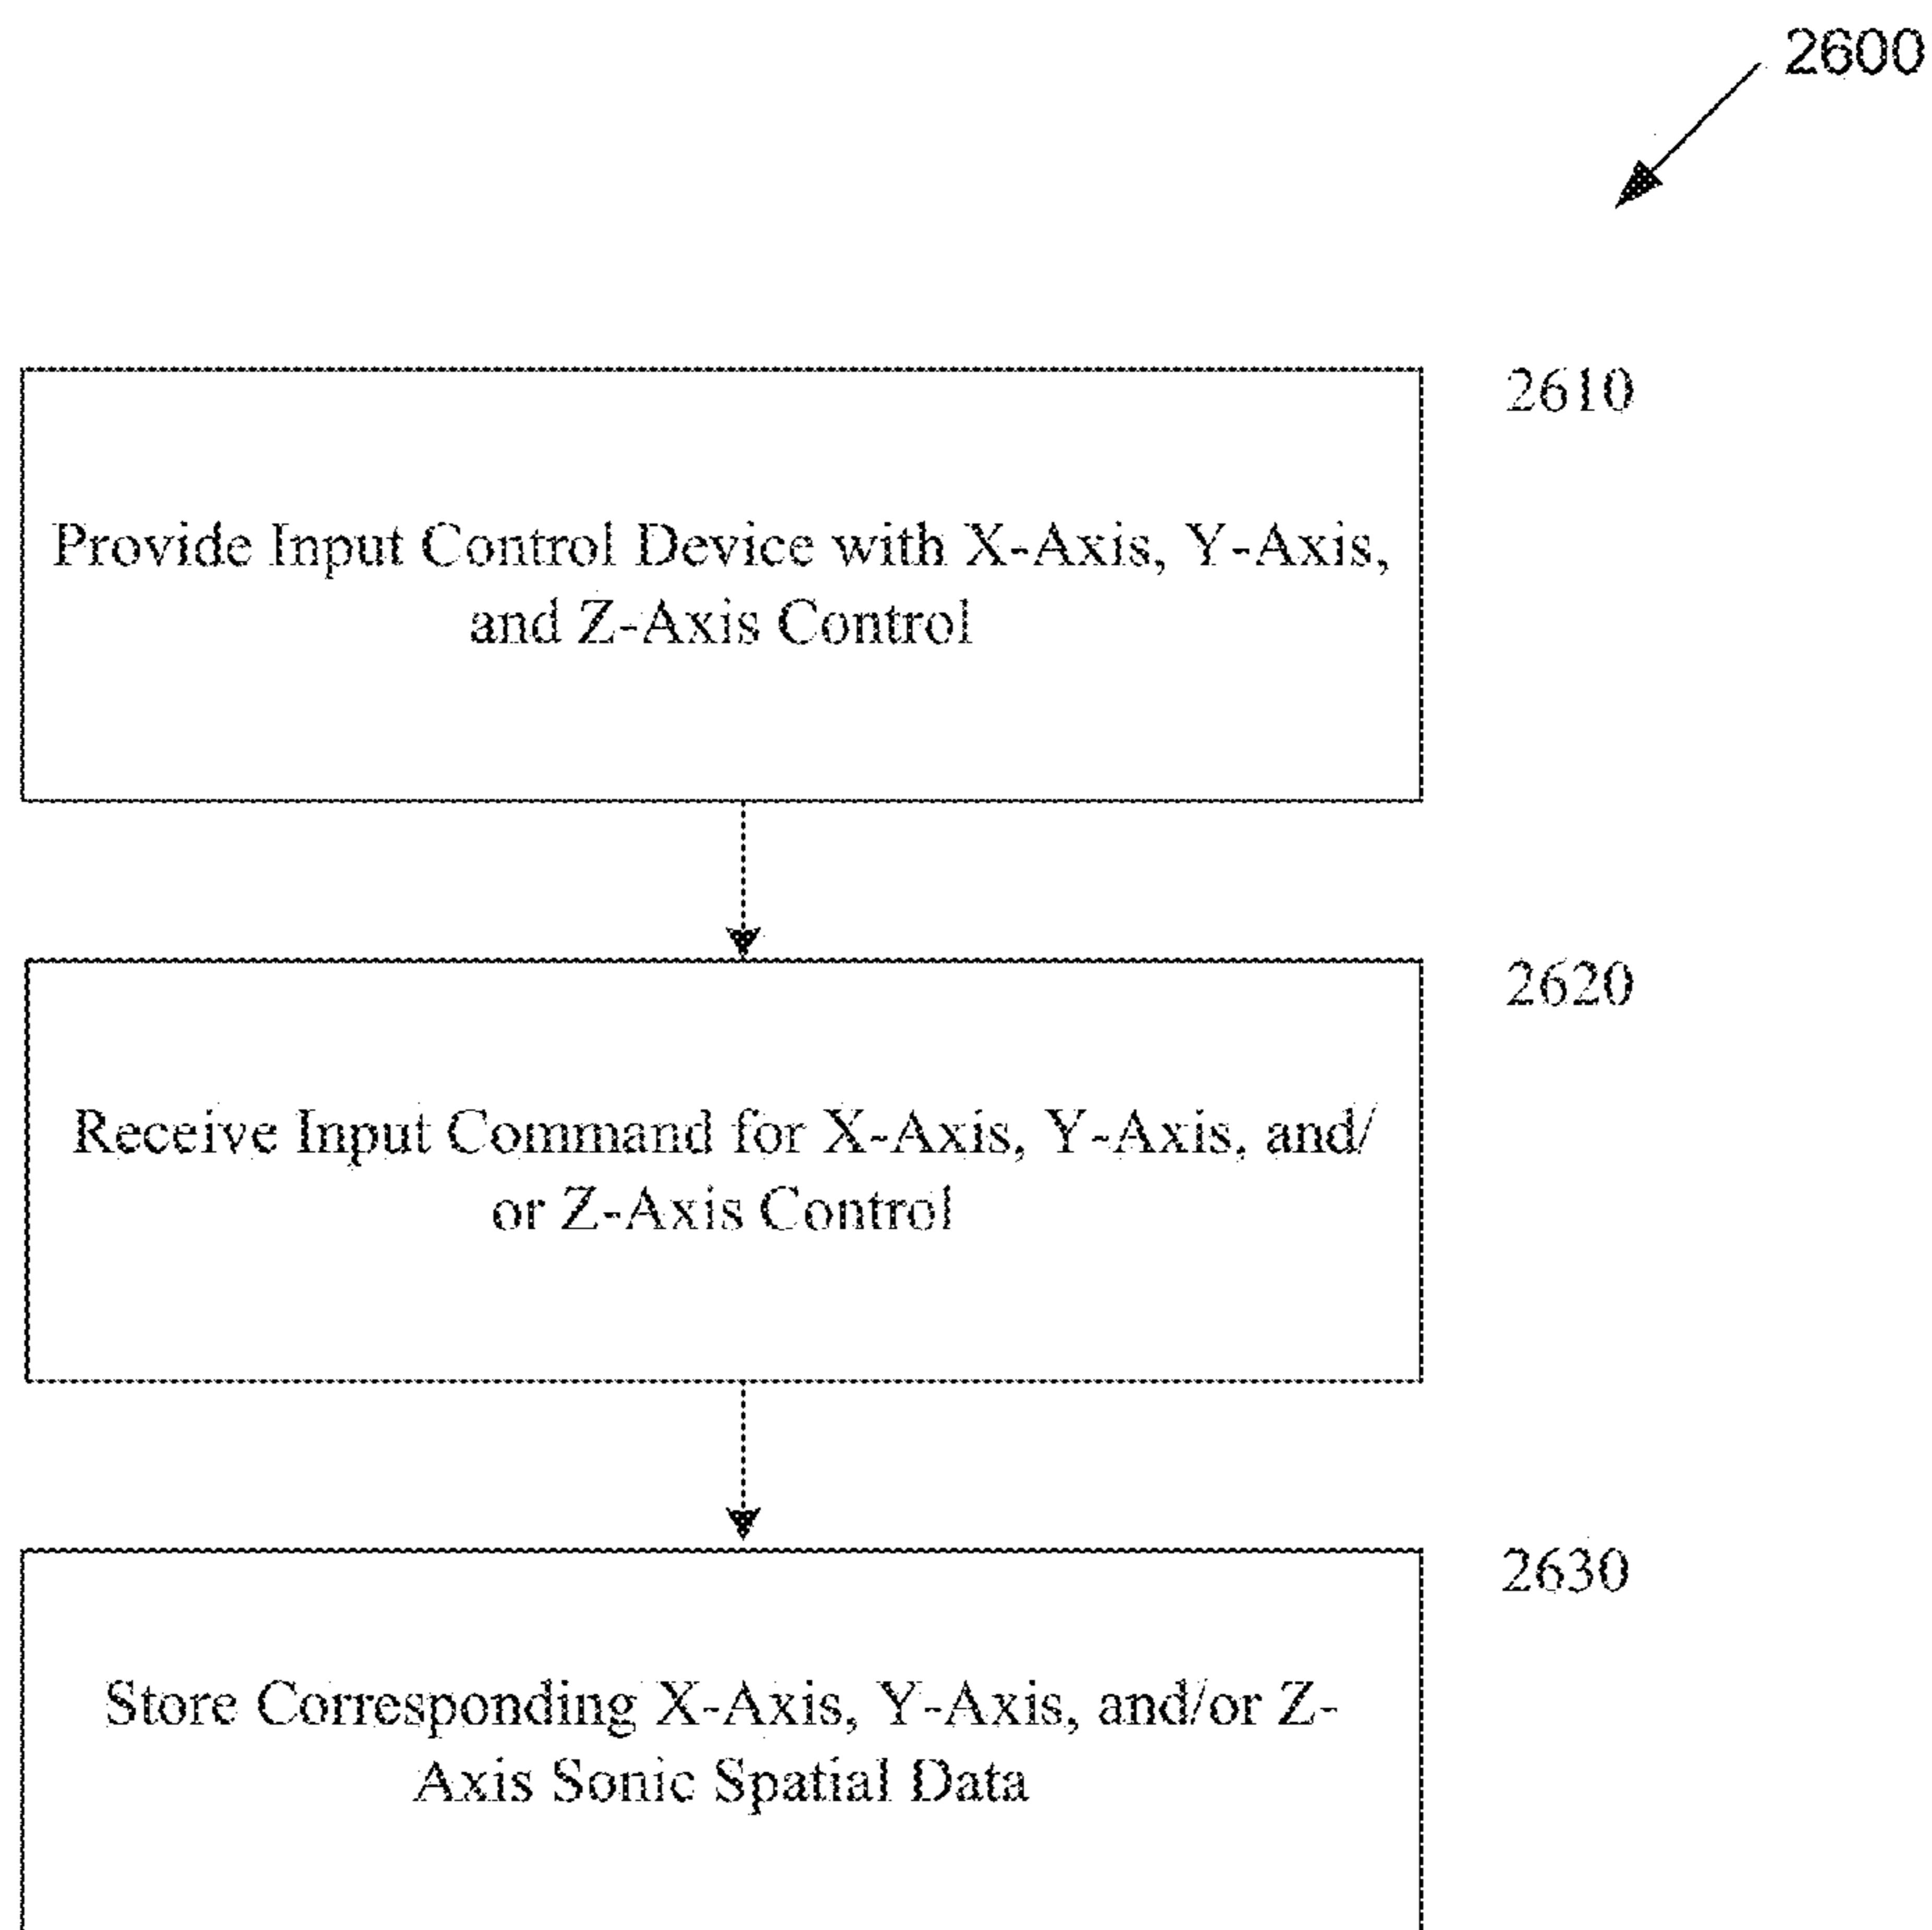 2600
2610
Provide Input Control Device with X-Axis, Y-Axis,
and Z-Axis Control
2620
Receive Input Command for X-Axis, Y-Axis, and/
or Z-Axis Control
2630
Store Corresponding X-Axis, Y-Axis, and/or Z-
Axis Sonic Spatial Data